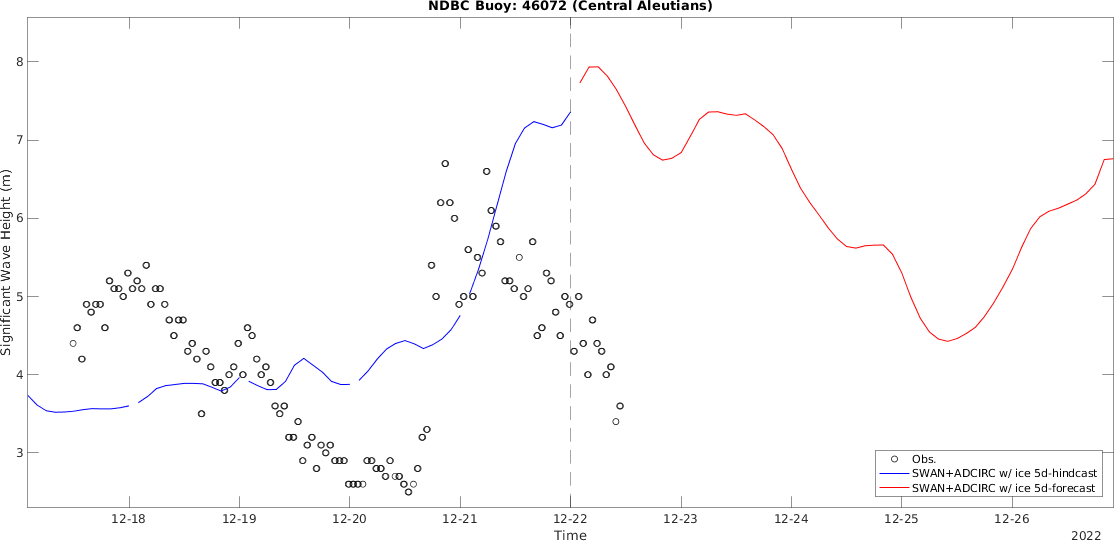 NDBC Buoy: 46072 (Central Aleutians)
Significant Wave Height (m)
8
7
6
5
4
3
Obs.
SWAN+ADCIRC w/ ice 5d-hindcast
SWAN+ADCIRC w/ ice 5d-forecast
12-18 12-19 12-20 12-21 12-22 12-23 12-24 12-25 12-26
Time
2022